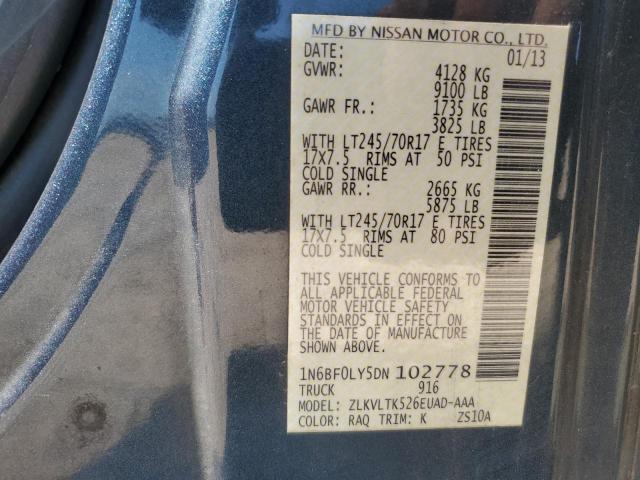 MFD BY NISSAN MOTOR CO., LTD.
DATE: 01/13
GVWR: 4128 KG
9100 LB
GAWR FR.: 1735 KG
3825 LB
WITH LT245/70R17 E TIRES
17X7.5 RIMS AT 50 PSI
COLD SINGLE
GAWR RR.: 2665 KG
5875 LB
WITH LT245/70R17 E TIRES
17X7.5 RIMS AT 80 PSI
COLD SINGLE
THIS VEHICLE CONFORMS TO
ALL APPLICABLE FEDERAL
MOTOR VEHICLE SAFETY
STANDARDS IN EFFECT ON
THE DATE OF MANUFACTURE
SHOWN ABOVE.
1N6BF0LY5DN 102778
TRUCK 916
MODEL: ZLKVLTK526EUAD-AAA
COLOR: RAQ TRIM: K ZS10A